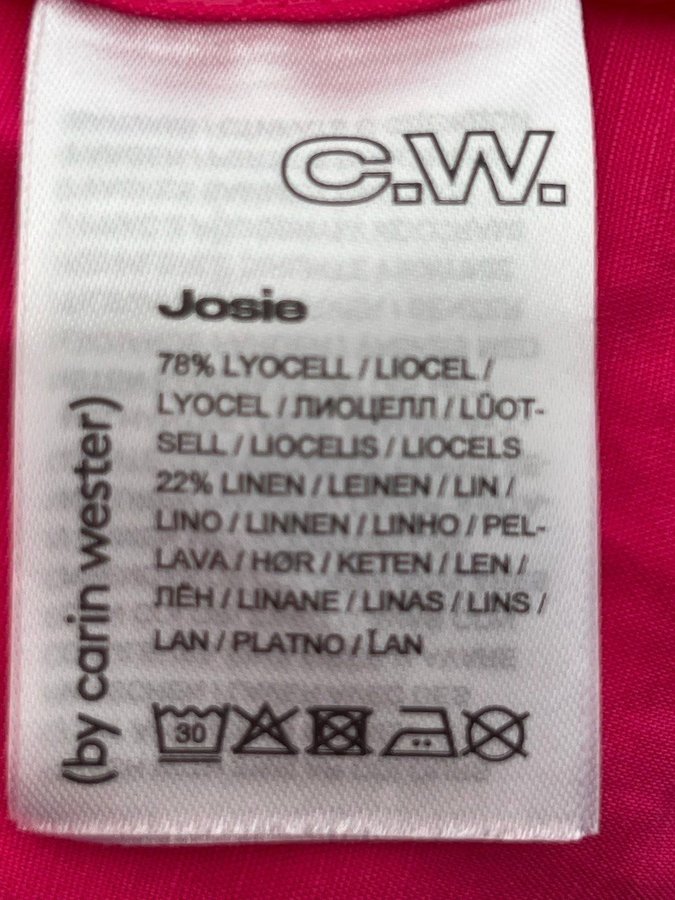 C.W.
Josie
78% LYOCELL / LIOCEL /
LYOCEL / ЛИОЦЕЛЛ / LÜOT-
SELL / LIOCELIS / LIOCELS
22% LINEN / LEINEN / LIN /
LINO / LINNEN / LINHO / PEL-
LAVA / HØR / KETEN / LEN /
ЛЁН / LINANE / LINAS / LINS /
LAN / PLATNO / ĽAN
30
(by carin wester)